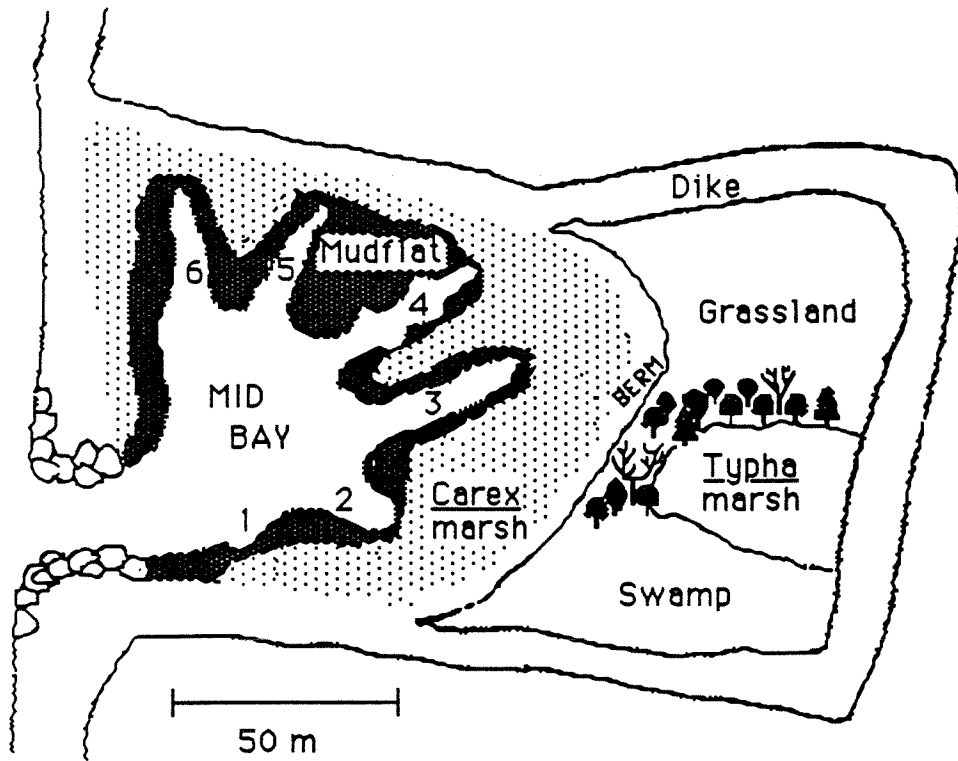 Dike
Mudflat
6
5
4
Grassland
BERM
MID
BAY
3
Typha
marsh
Carex
marsh
2
1
Swamp
50 m